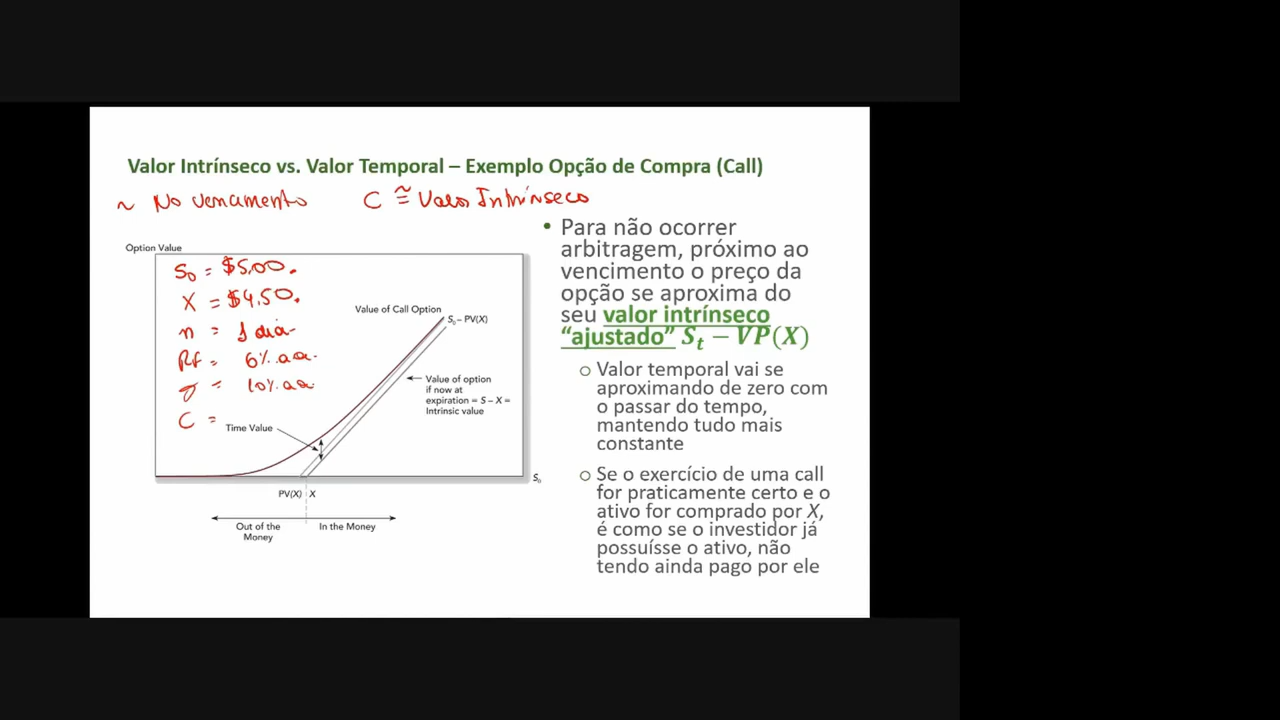 Valor Intrínseco vs. Valor Temporal – Exemplo Opção de Compra (Call)
~ No vencimento C ≅ Valor Intrínseco
Option Value
S₀ = $5,00.
X = $4,50.
n = 1 dia
Rf = 6% aa.
σ = 10% aa.
C =
Value of Call Option
S₀ – PV(X)
Value of option
if now at
expiration = S – X =
Intrinsic value
Time Value
S₀
PV(X) X
Out of the
Money
In the Money
• Para não ocorrer
arbitragem, próximo ao
vencimento o preço da
opção se aproxima do
seu valor intrínseco
“ajustado” Sₜ − VP(X)
o Valor temporal vai se
aproximando de zero com
o passar do tempo,
mantendo tudo mais
constante
o Se o exercício de uma call
for praticamente certo e o
ativo for comprado por X,
é como se o investidor já
possuísse o ativo, não
tendo ainda pago por ele